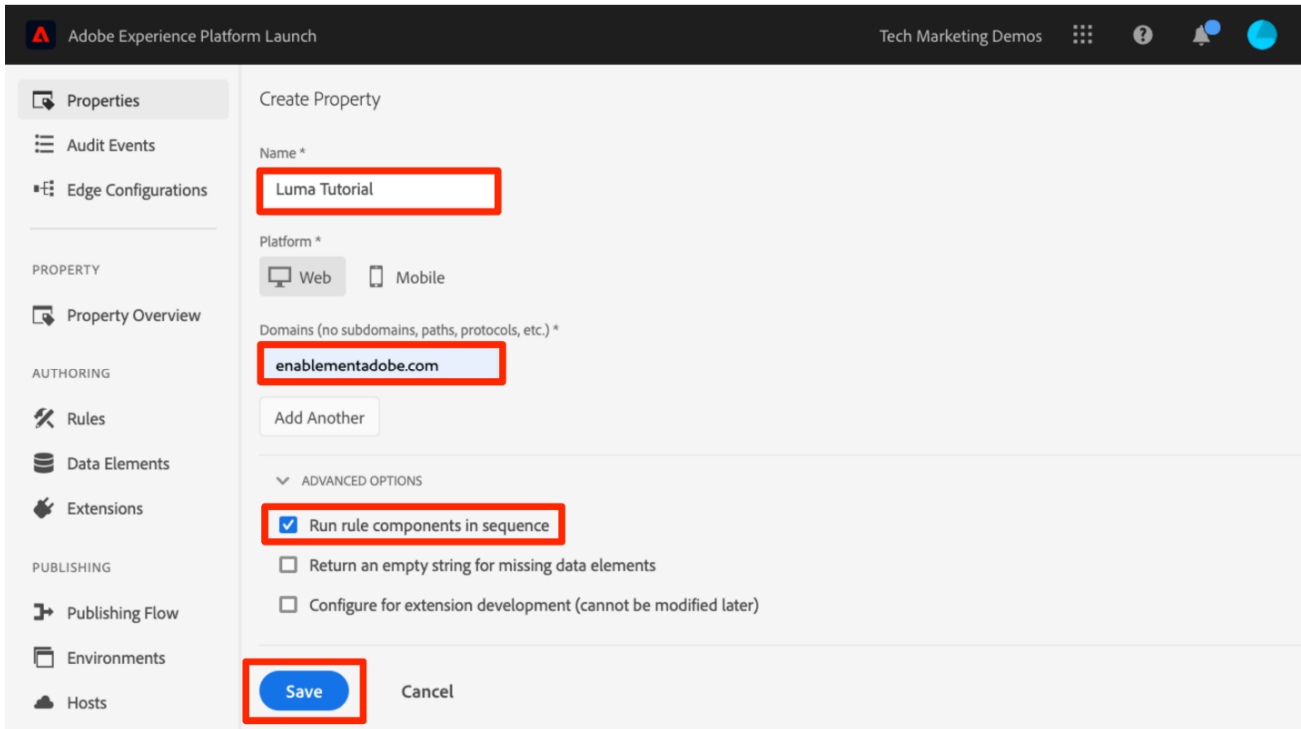 Adobe Experience Platform Launch
Tech Marketing Demos
Properties
Audit Events
Edge Configurations
PROPERTY
Property Overview
AUTHORING
Rules
Data Elements
Extensions
PUBLISHING
Publishing Flow
Environments
Hosts
Create Property
Name *
Luma Tutorial
Platform *
Web Mobile
Domains (no subdomains, paths, protocols, etc.) *
enablementadobe.com
Add Another
ADVANCED OPTIONS
Run rule components in sequence
Return an empty string for missing data elements
Configure for extension development (cannot be modified later)
Save Cancel